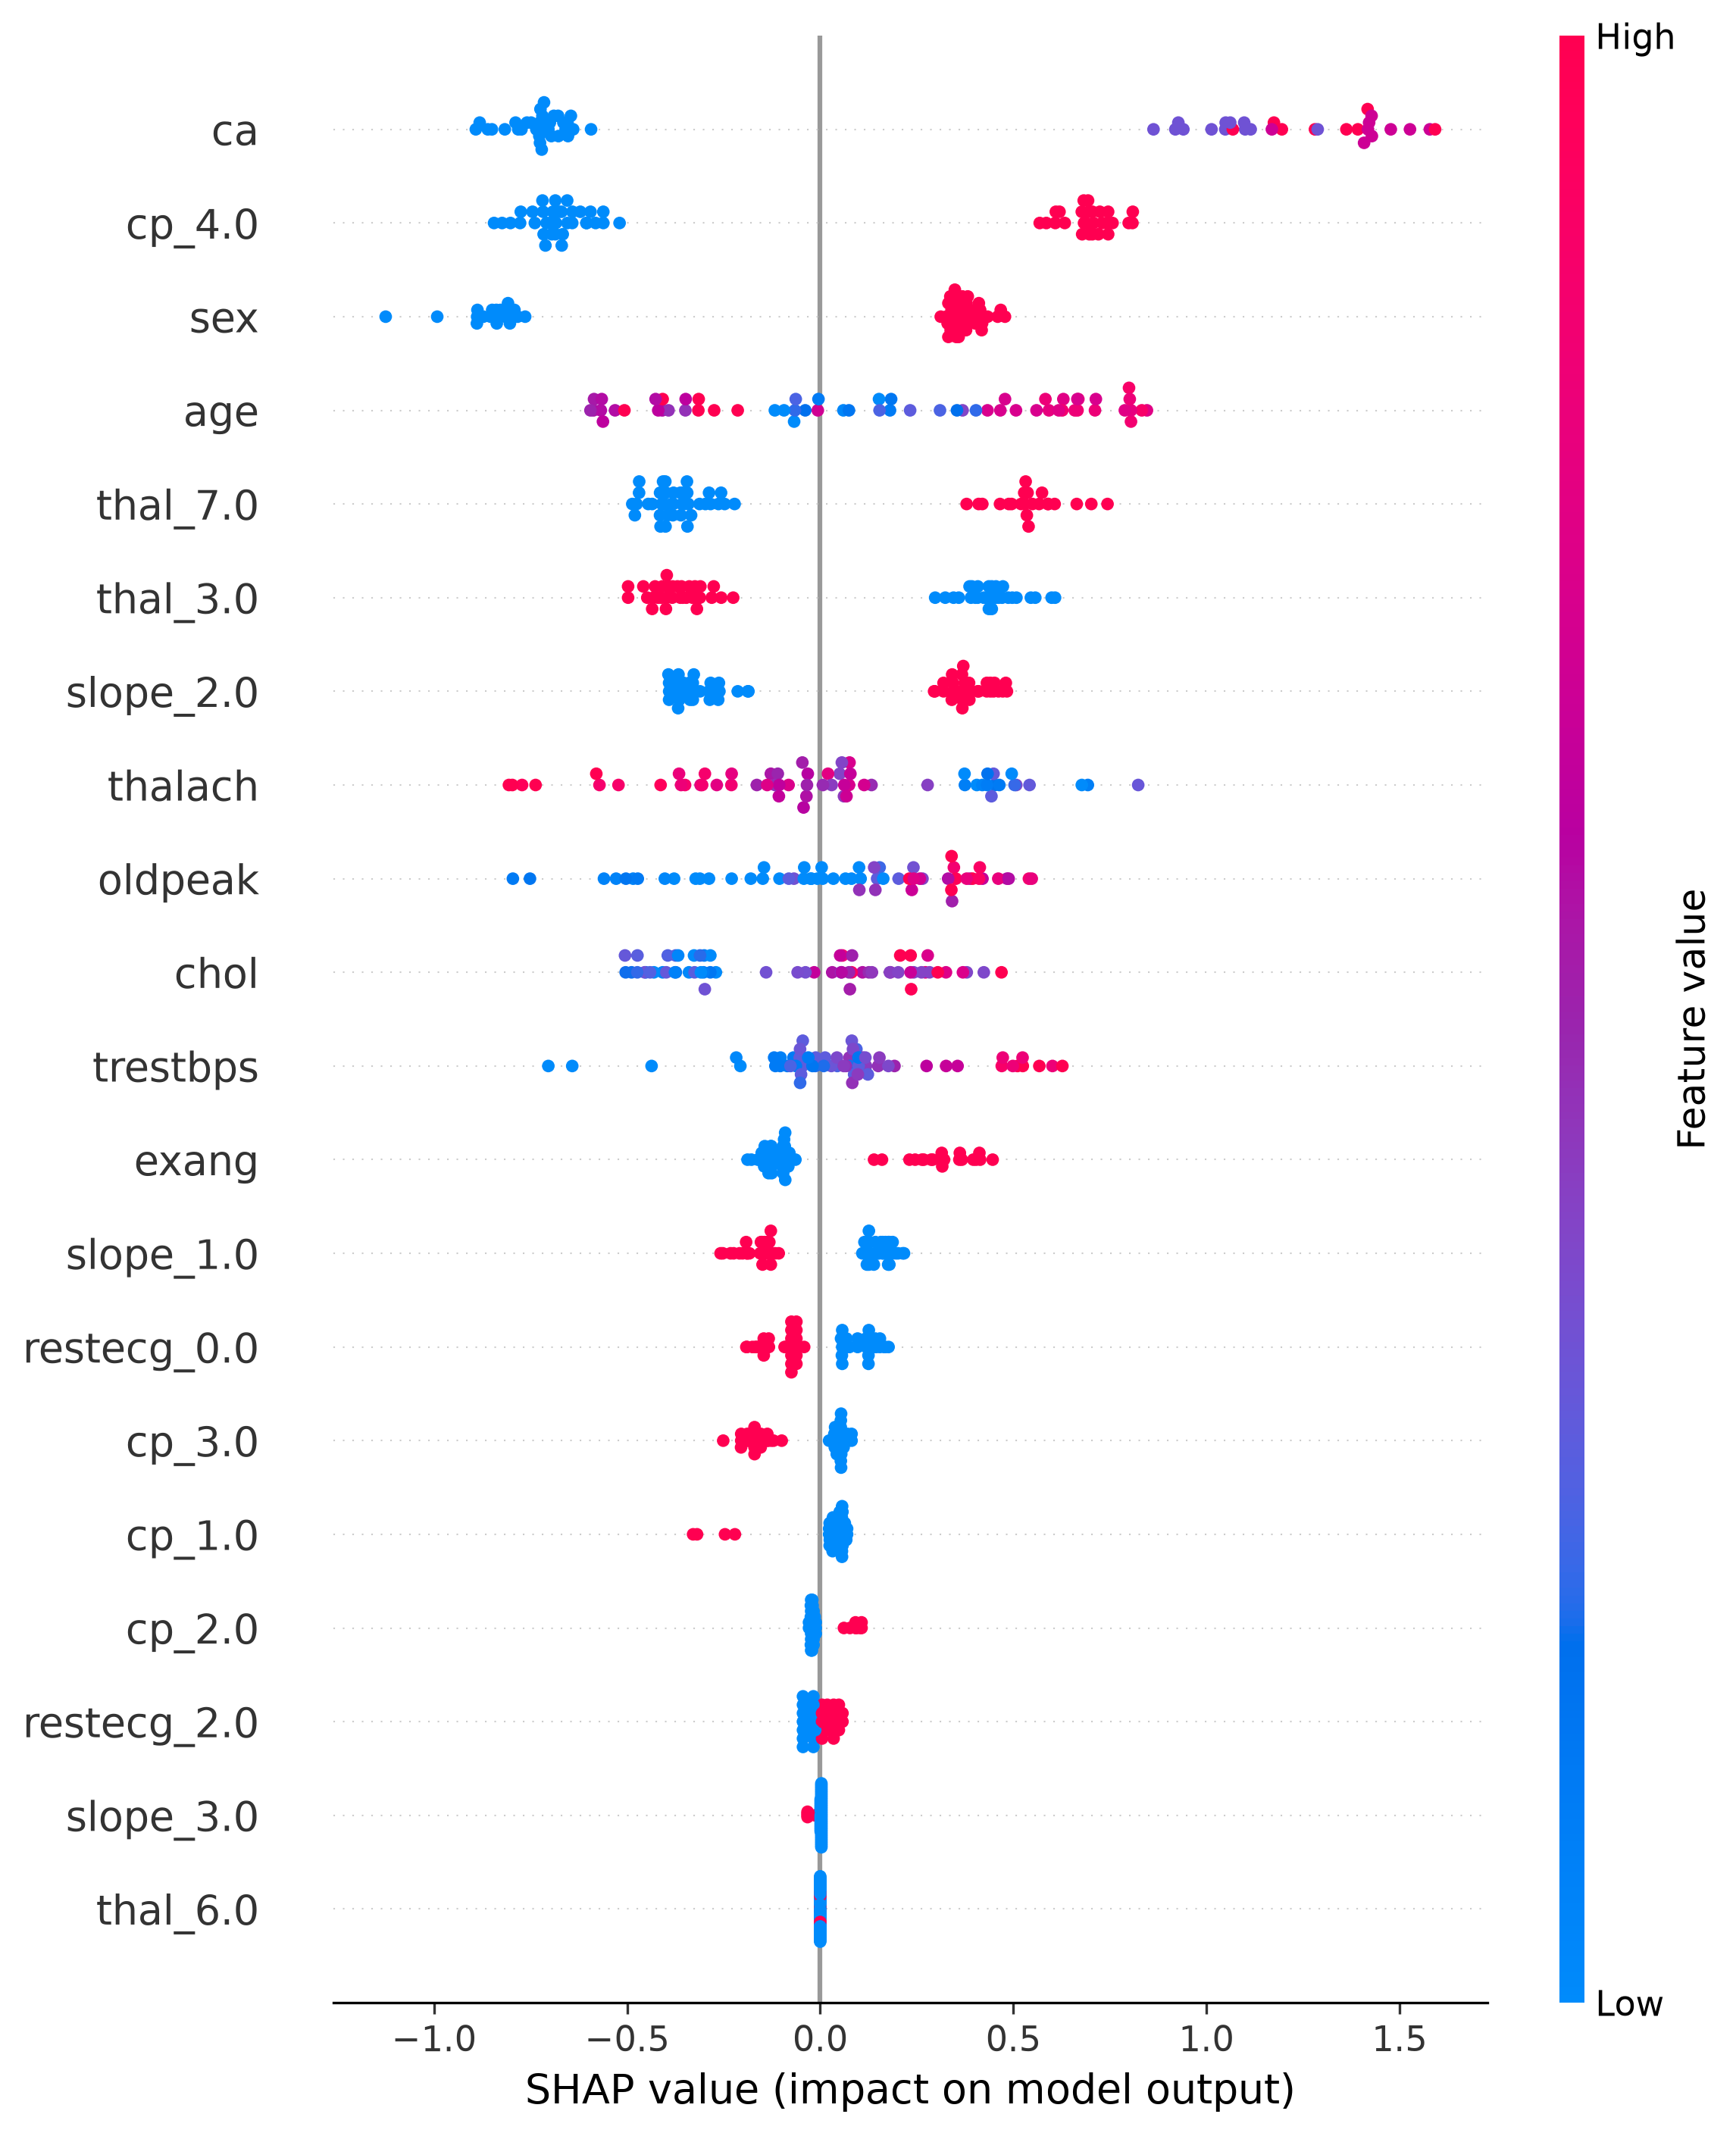 High
ca
cp_4.0
sex
age
thal_7.0
thal_3.0
slope_2.0
thalach
oldpeak
chol
trestbps
exang
slope_1.0
restecg_0.0
cp_3.0
cp_1.0
cp_2.0
restecg_2.0
slope_3.0
thal_6.0
Feature value
Low
−1.0 −0.5 0.0 0.5 1.0 1.5
SHAP value (impact on model output)